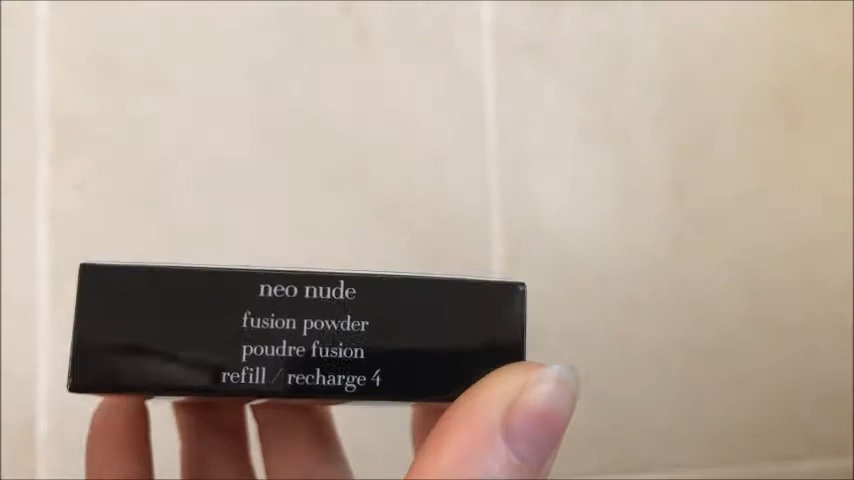 neo nude
fusion powder
poudre fusion
refill / recharge 4